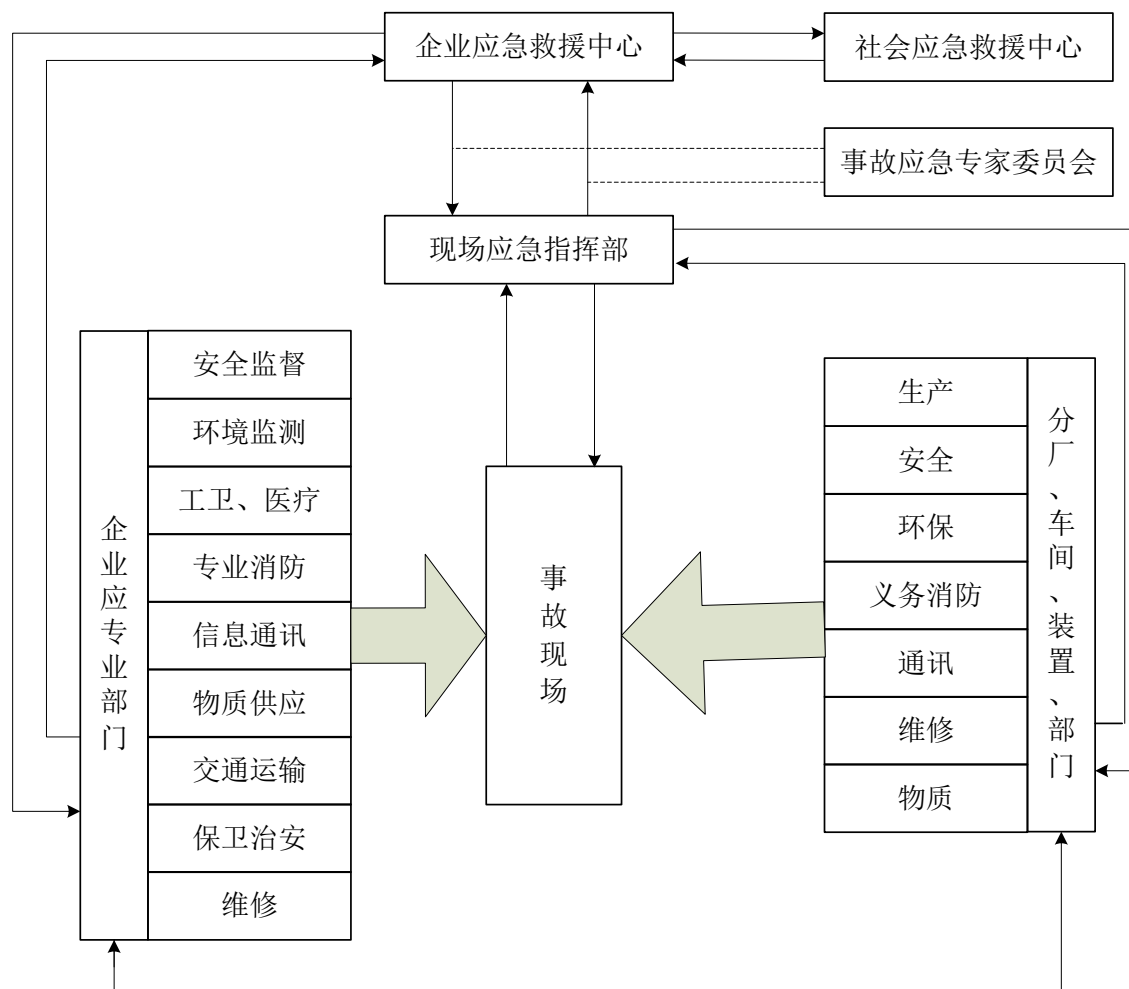 企业应急救援中心
社会应急救援中心
事故应急专家委员会
现场应急指挥部
企业应专业部门
安全监督
环境监测
工卫、医疗
专业消防
信息通讯
物质供应
交通运输
保卫治安
维修
事故现场
生产
安全
环保
义务消防
通讯
维修
物质
分厂、车间、装置、部门